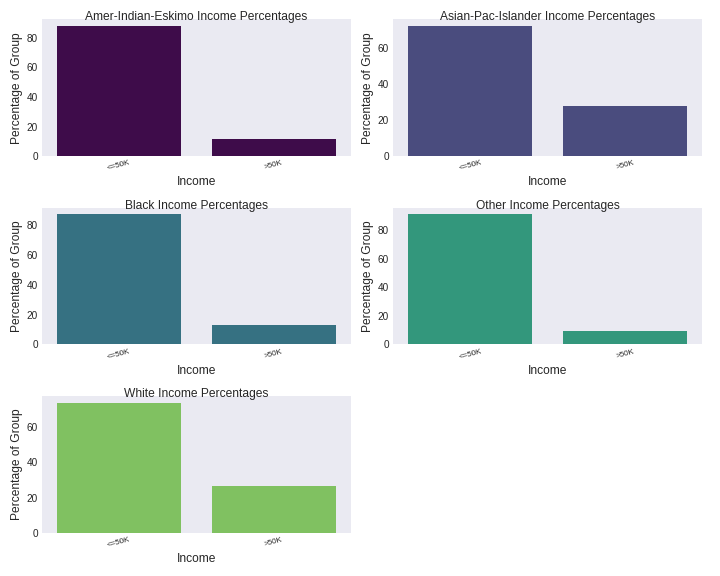 Amer-Indian-Eskimo Income Percentages
Percentage of Group
80
60
40
20
0
<=50K
>50K
Income
Asian-Pac-Islander Income Percentages
Percentage of Group
60
40
20
0
<=50K
>50K
Income
Black Income Percentages
Percentage of Group
80
60
40
20
0
<=50K
>50K
Income
Other Income Percentages
Percentage of Group
80
60
40
20
0
<=50K
>50K
Income
White Income Percentages
Percentage of Group
60
40
20
0
<=50K
>50K
Income